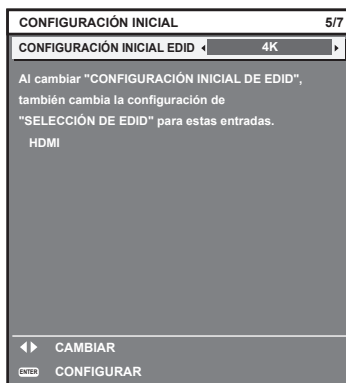 CONFIGURACIÓN INICIAL 5/7
CONFIGURACIÓN INICIAL EDID 4K
Al cambiar "CONFIGURACIÓN INICIAL DE EDID",
también cambia la configuración de
"SELECCIÓN DE EDID" para estas entradas.
HDMI
CAMBIAR
ENTER CONFIGURAR